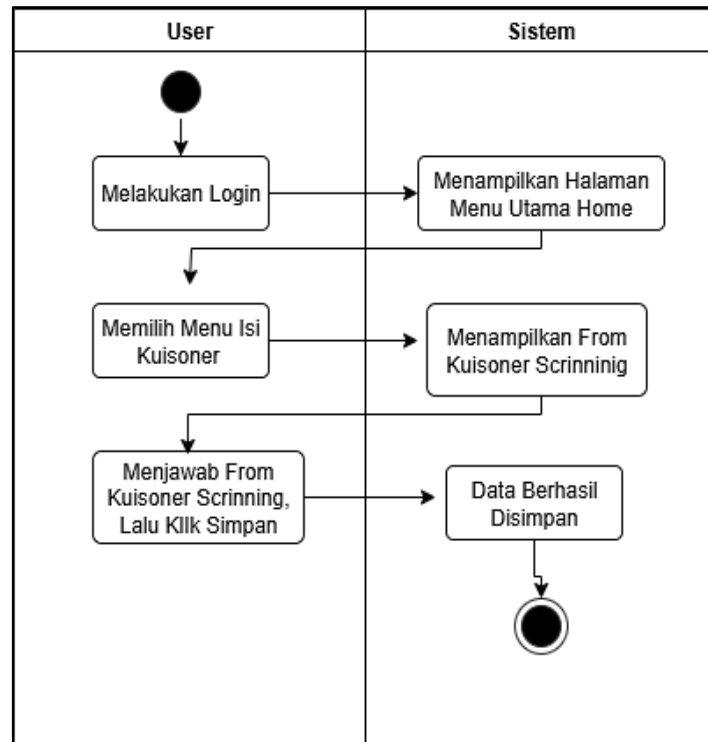 User
Sistem
Melakukan Login
Menampilkan Halaman
Menu Utama Home
Memilih Menu Isi
Kuisoner
Menampilkan From
Kuisoner Scrinninig
Menjawab From
Kuisoner Scrinning,
Lalu KlIk Simpan
Data Berhasil
Disimpan